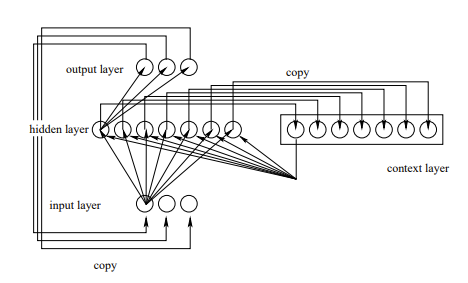 output layer
copy
hidden layer
context layer
input layer
copy